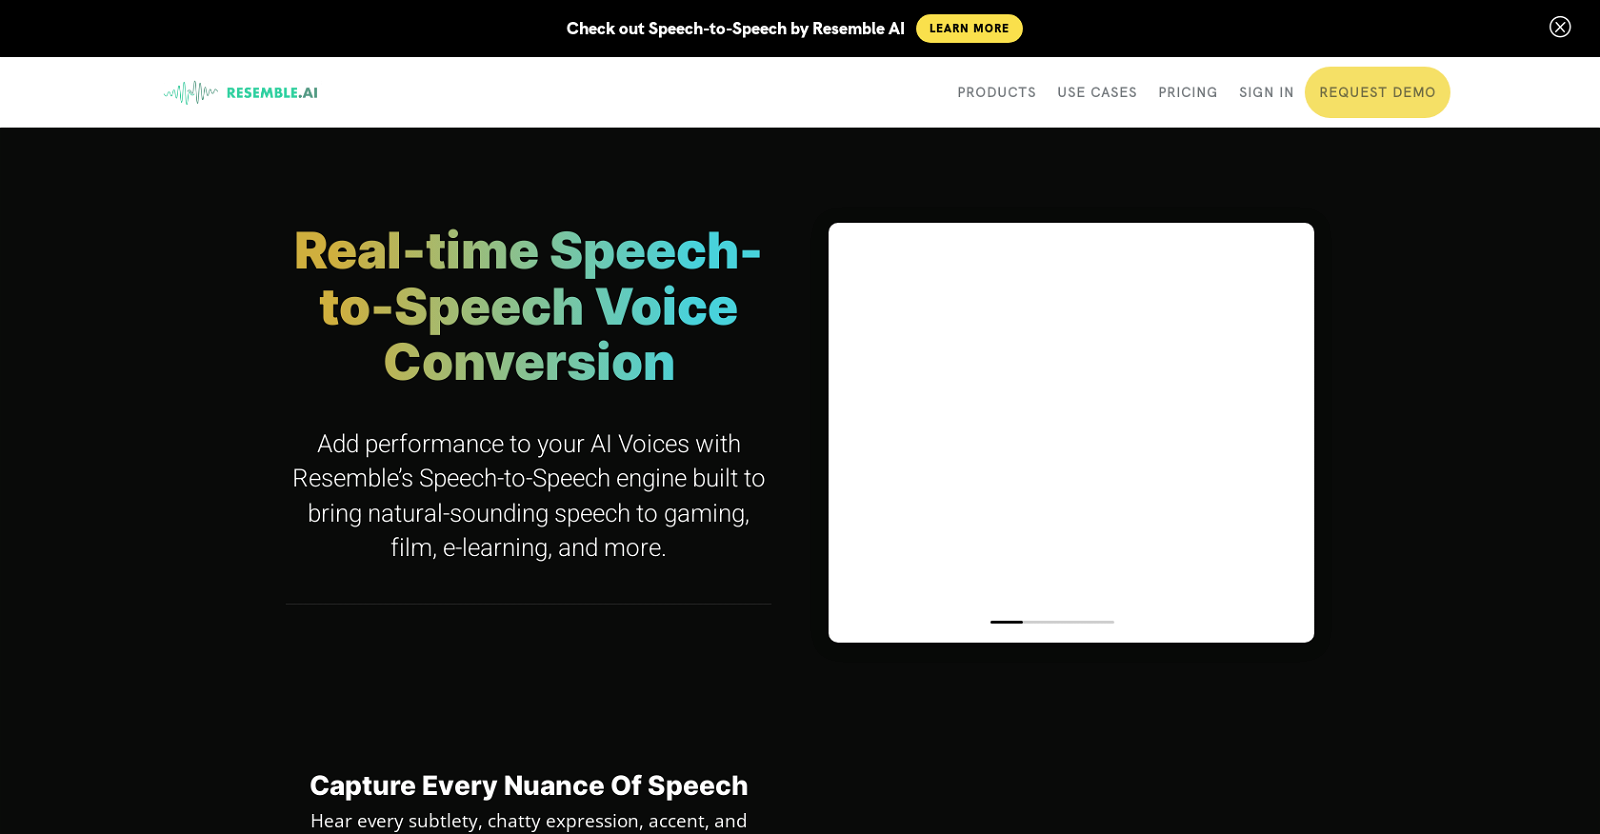 Check out Speech-to-Speech by Resemble AI
LEARN MORE
RESEMBLE.AI
PRODUCTS
USE CASES
PRICING
SIGN IN
REQUEST DEMO
Real-time Speech-
to-Speech Voice
Conversion
Add performance to your AI Voices with
Resemble’s Speech-to-Speech engine built to
bring natural-sounding speech to gaming,
film, e-learning, and more.
Capture Every Nuance Of Speech
Hear every subtlety, chatty expression, accent, and